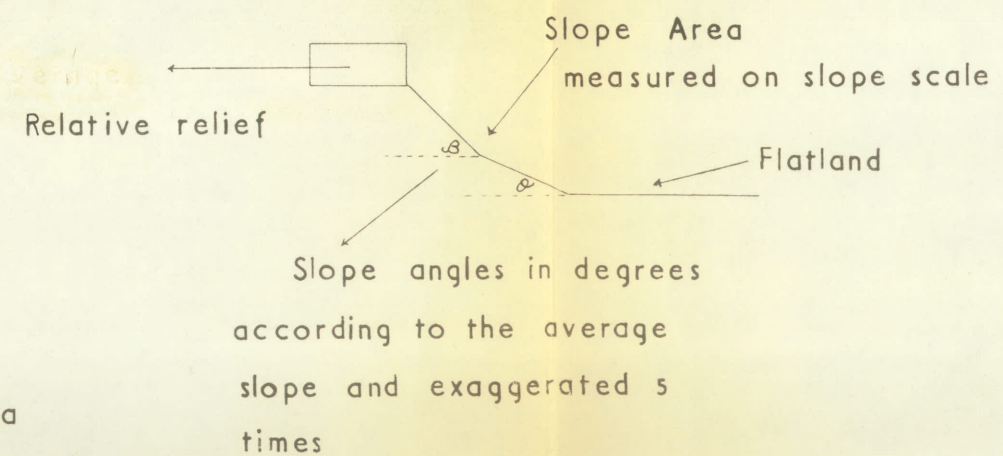 Slope Area
measured on slope scale
Relative relief
Flatland
β
θ
Slope angles in degrees
according to the average
slope and exaggerated 5
times
a